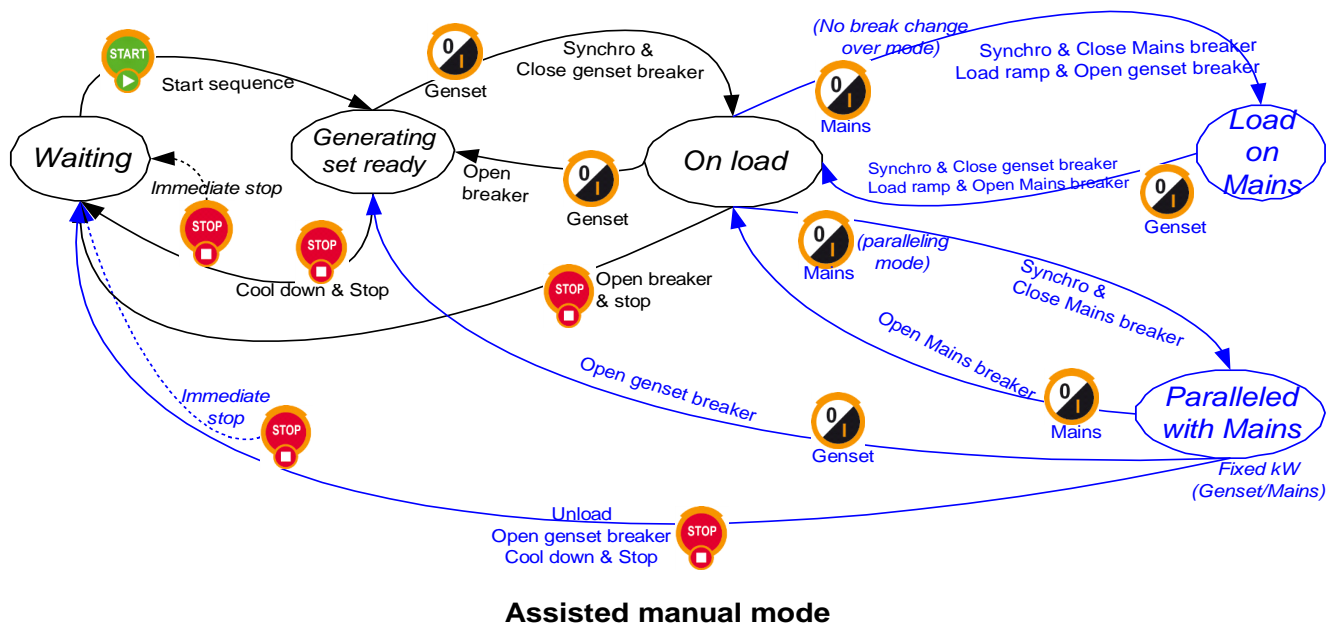 START
Start sequence
0
I
Genset
Synchro &
Close genset breaker
(No break change
over mode)
0
I
Mains
Synchro & Close Mains breaker
Load ramp & Open genset breaker
Waiting
Generating
set ready
On load
Load
on
Mains
Immediate stop
STOP
Open
breaker
0
I
Genset
Synchro & Close genset breaker
Load ramp & Open Mains breaker
0
I
Genset
STOP
Cool down & Stop
Open breaker
& stop
STOP
0
I
Mains
(paralleling
mode)
Synchro &
Close Mains breaker
Open Mains breaker
0
I
Mains
Paralleled
with Mains
Fixed kW
(Genset/Mains)
Open genset breaker
0
I
Genset
Immediate
stop
STOP
Unload
Open genset breaker
Cool down & Stop
STOP
Assisted manual mode